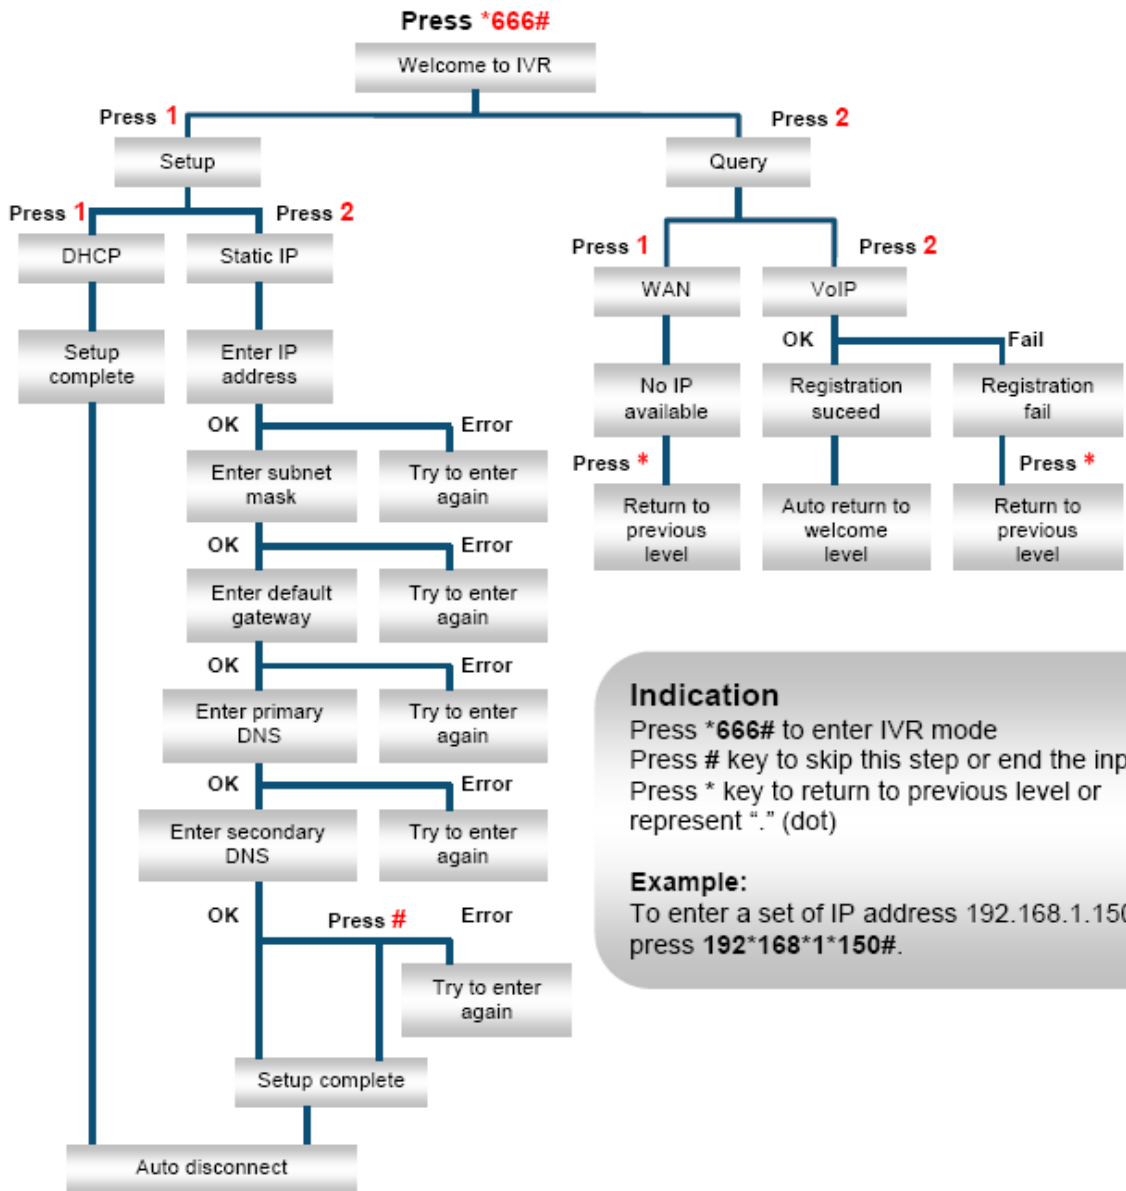 Press *666#
Welcome to IVR
Press 1
Press 2
Setup
Query
Press 1
Press 2
Press 1
Press 2
DHCP
Static IP
WAN
VoIP
Setup
complete
Enter IP
address
OK
Fail
No IP
available
Registration
suceed
Registration
fail
OK
Error
Press *
Press *
Enter subnet
mask
Try to enter
again
Return to
previous
level
Auto return to
welcome
level
Return to
previous
level
OK
Error
Enter default
gateway
Try to enter
again
OK
Error
Enter primary
DNS
Try to enter
again
OK
Error
Enter secondary
DNS
Try to enter
again
OK
Press #
Error
Try to enter
again
Setup complete
Auto disconnect
Indication
Press *666# to enter IVR mode
Press # key to skip this step or end the inp
Press * key to return to previous level or
represent “.” (dot)
Example:
To enter a set of IP address 192.168.1.150
press 192*168*1*150#.